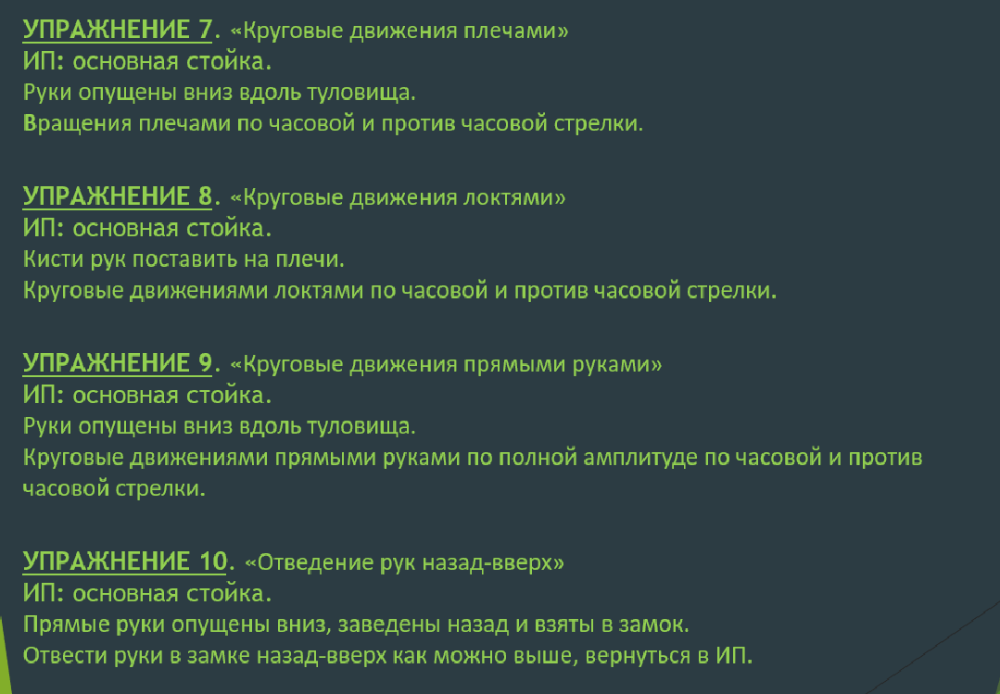 УПРАЖНЕНИЕ 7. «Круговые движения плечами»
ИП: основная стойка.
Руки опущены вниз вдоль туловища.
Вращения плечами по часовой и против часовой стрелки.
УПРАЖНЕНИЕ 8. «Круговые движения локтями»
ИП: основная стойка.
Кисти рук поставить на плечи.
Круговые движениями локтями по часовой и против часовой стрелки.
УПРАЖНЕНИЕ 9. «Круговые движения прямыми руками»
ИП: основная стойка.
Руки опущены вниз вдоль туловища.
Круговые движениями прямыми руками по полной амплитуде по часовой и против
часовой стрелки.
УПРАЖНЕНИЕ 10. «Отведение рук назад-вверх»
ИП: основная стойка.
Прямые руки опущены вниз, заведены назад и взяты в замок.
Отвести руки в замке назад-вверх как можно выше, вернуться в ИП.